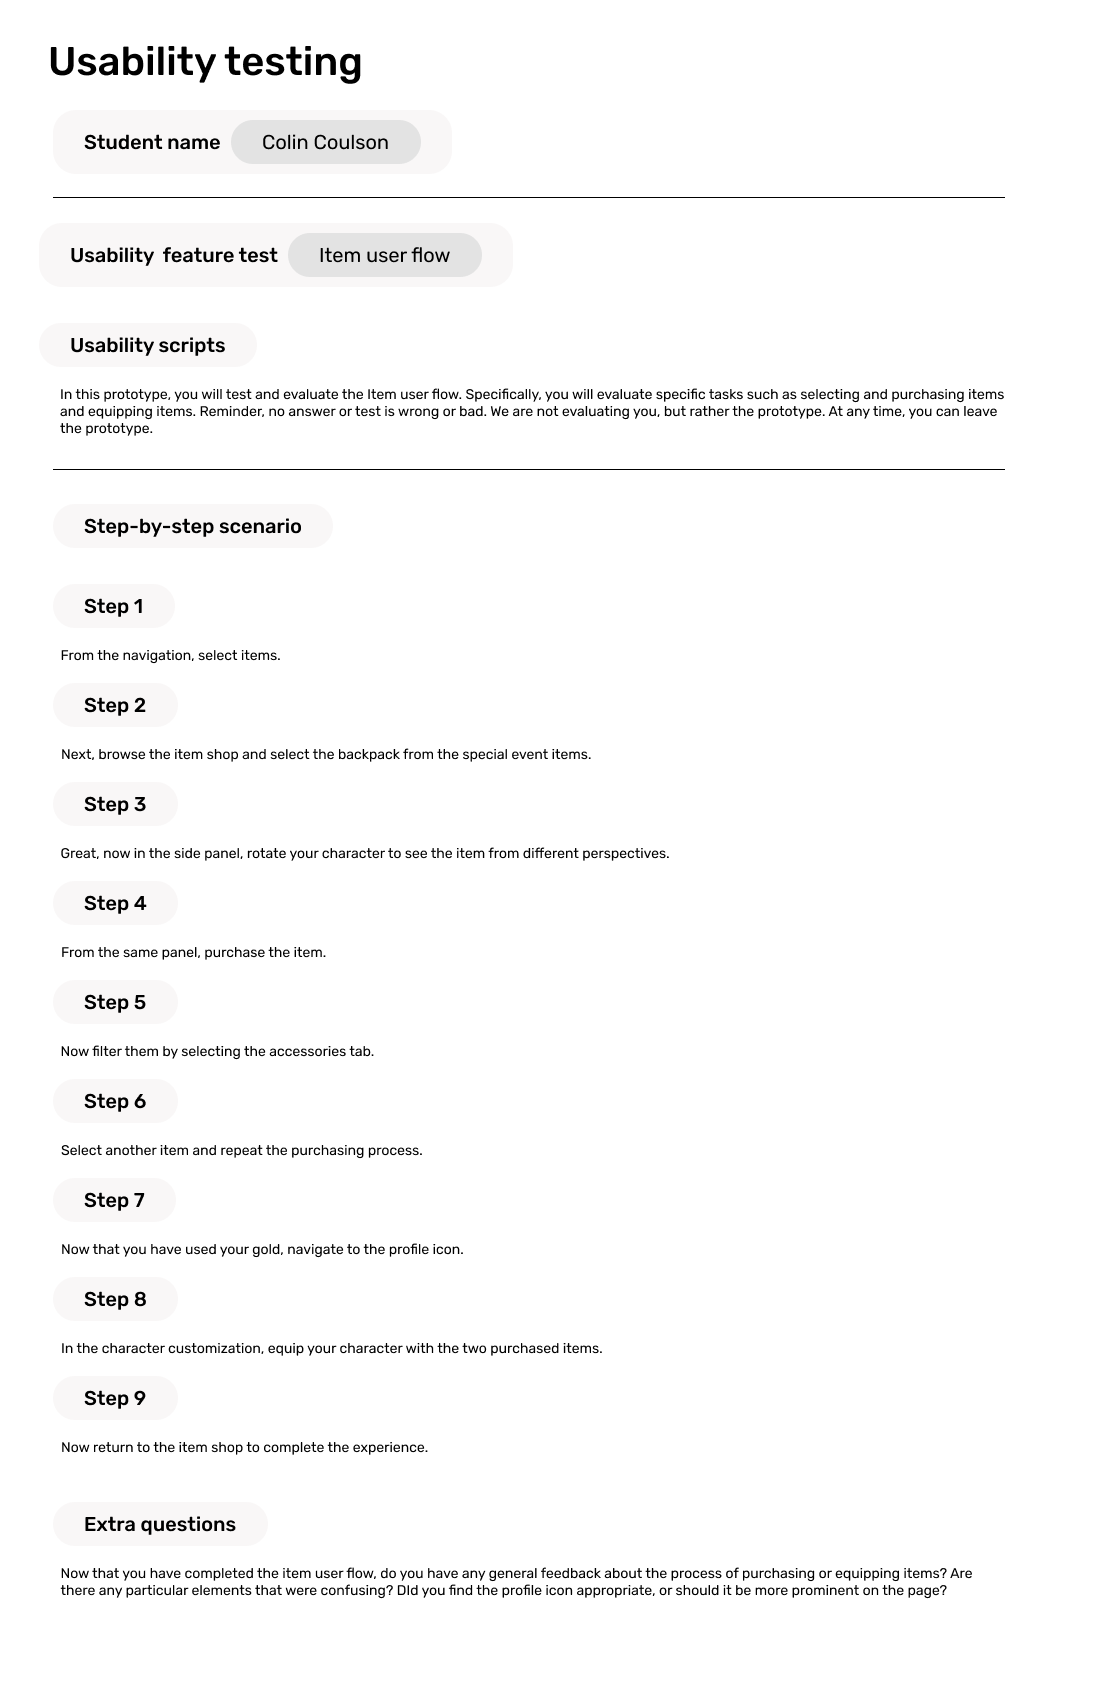 Usability testing
Student name Colin Coulson
Usability feature test Item user flow
Usability scripts
In this prototype, you will test and evaluate the Item user flow. Specifically, you will evaluate specific tasks such as selecting and purchasing items
and equipping items. Reminder, no answer or test is wrong or bad. We are not evaluating you, but rather the prototype. At any time, you can leave
the prototype.
Step-by-step scenario
Step 1
From the navigation, select items.
Step 2
Next, browse the item shop and select the backpack from the special event items.
Step 3
Great, now in the side panel, rotate your character to see the item from different perspectives.
Step 4
From the same panel, purchase the item.
Step 5
Now filter them by selecting the accessories tab.
Step 6
Select another item and repeat the purchasing process.
Step 7
Now that you have used your gold, navigate to the profile icon.
Step 8
In the character customization, equip your character with the two purchased items.
Step 9
Now return to the item shop to complete the experience.
Extra questions
Now that you have completed the item user flow, do you have any general feedback about the process of purchasing or equipping items? Are
there any particular elements that were confusing? DId you find the profile icon appropriate, or should it be more prominent on the page?